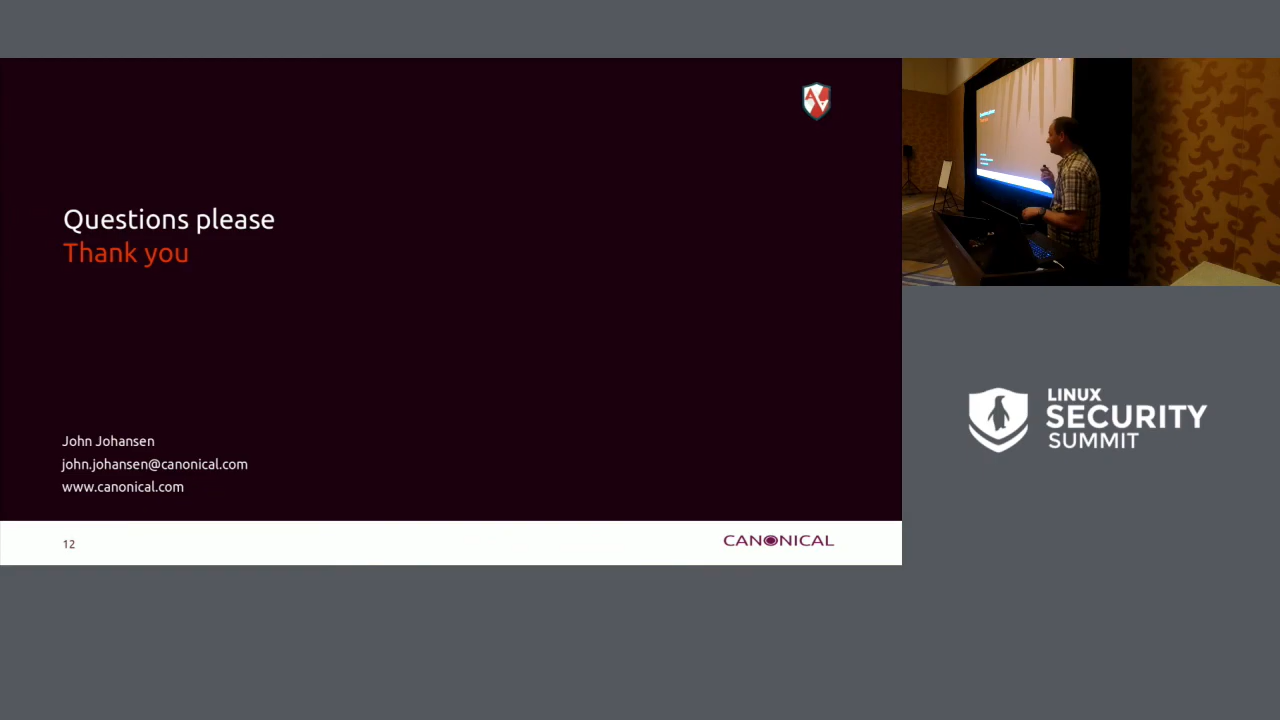 Questions please
Thank you
John Johansen
john.johansen@canonical.com
www.canonical.com
12
CANONICAL
LINUX
SECURITY
SUMMIT